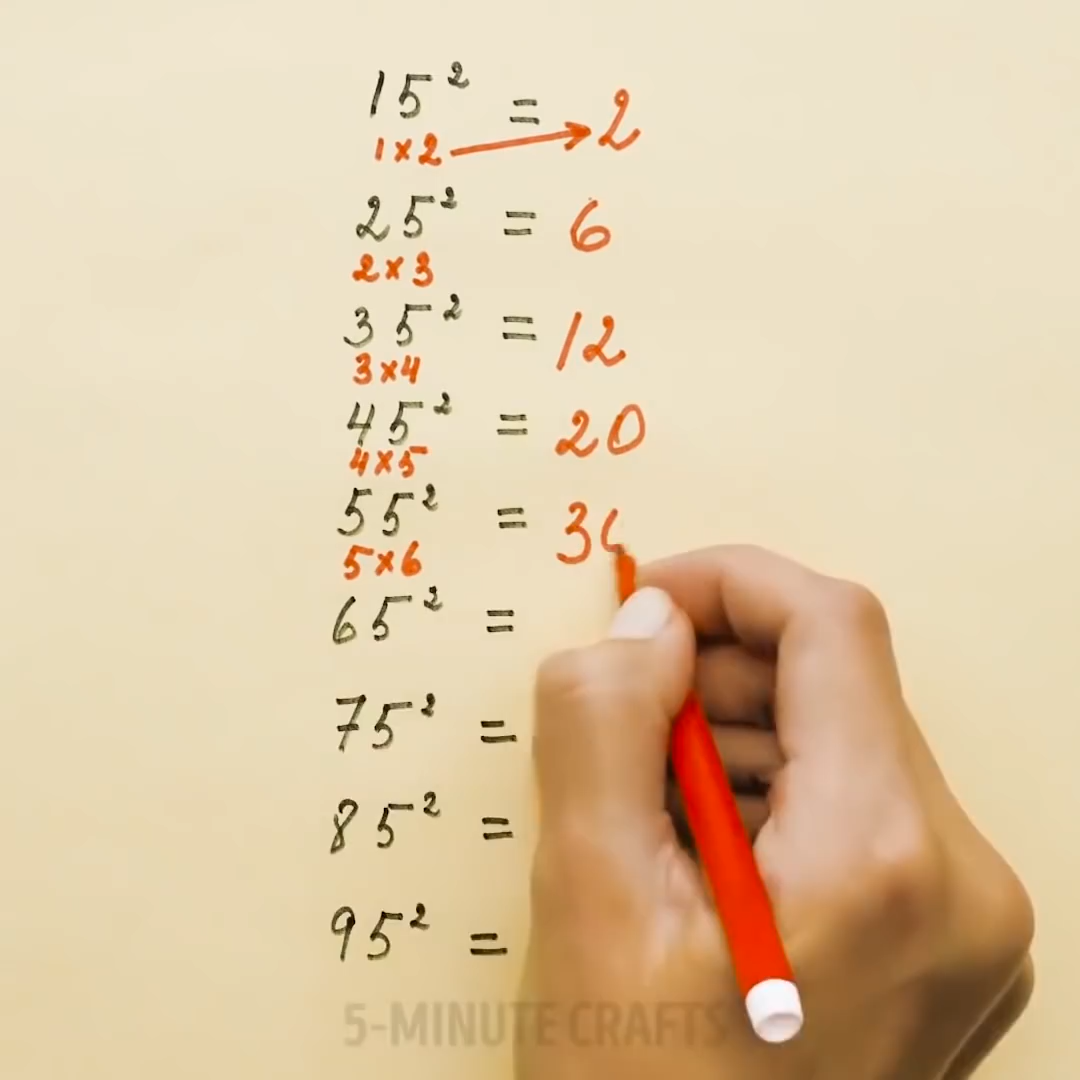 15² = 2
1×2
25² = 6
2×3
35² = 12
3×4
45² = 20
4×5
55² = 30
5×6
65² =
75² =
85² =
95² =
5-MINUTE CRAFTS